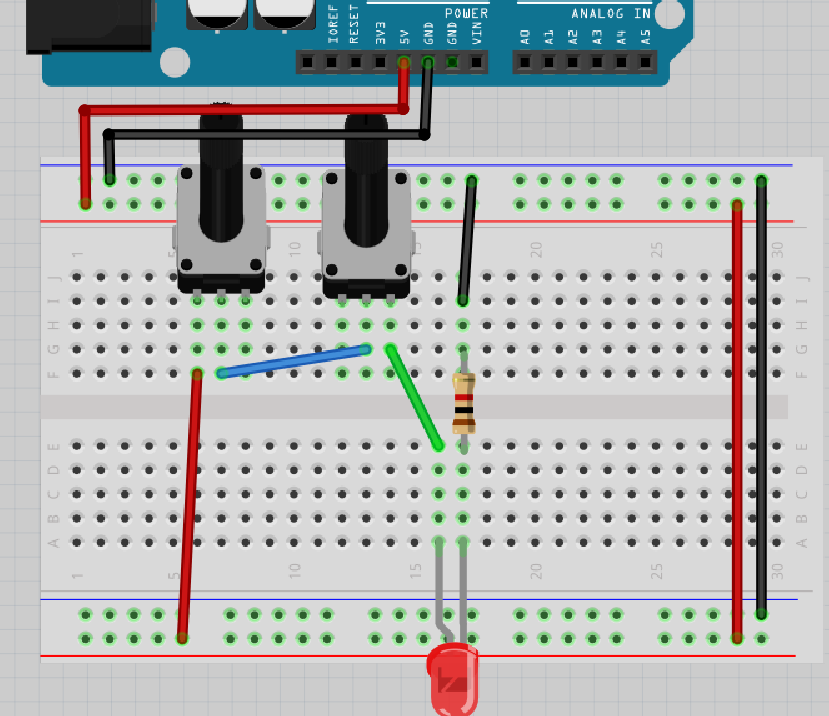 POWER ANALOG IN
IOREF RESET 3V3 5V GND GND VIN A0 A1 A2 A3 A4 A5
1 5 10 15 20 25 30
J J
I I
H H
G G
F F
E E
D D
C C
B B
A A
1 5 10 15 20 25 30